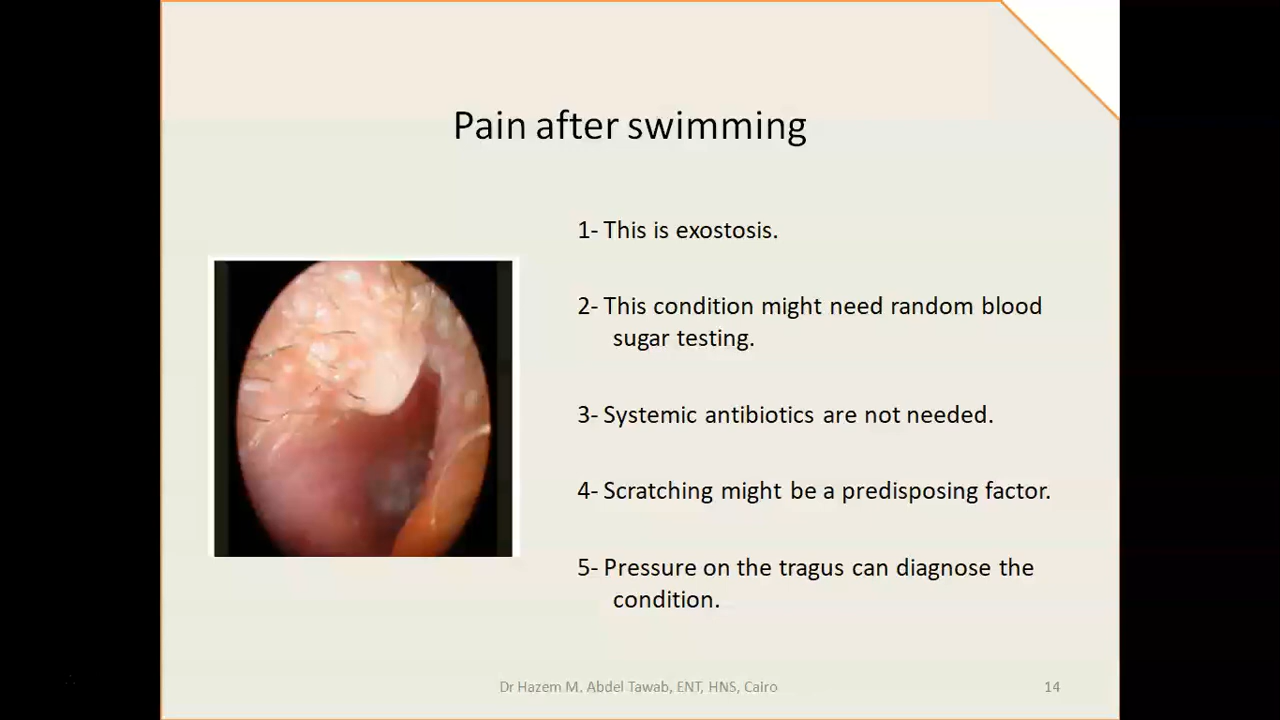 Pain after swimming
1- This is exostosis.
2- This condition might need random blood
sugar testing.
3- Systemic antibiotics are not needed.
4- Scratching might be a predisposing factor.
5- Pressure on the tragus can diagnose the
condition.
Dr Hazem M. Abdel Tawab, ENT, HNS, Cairo
14